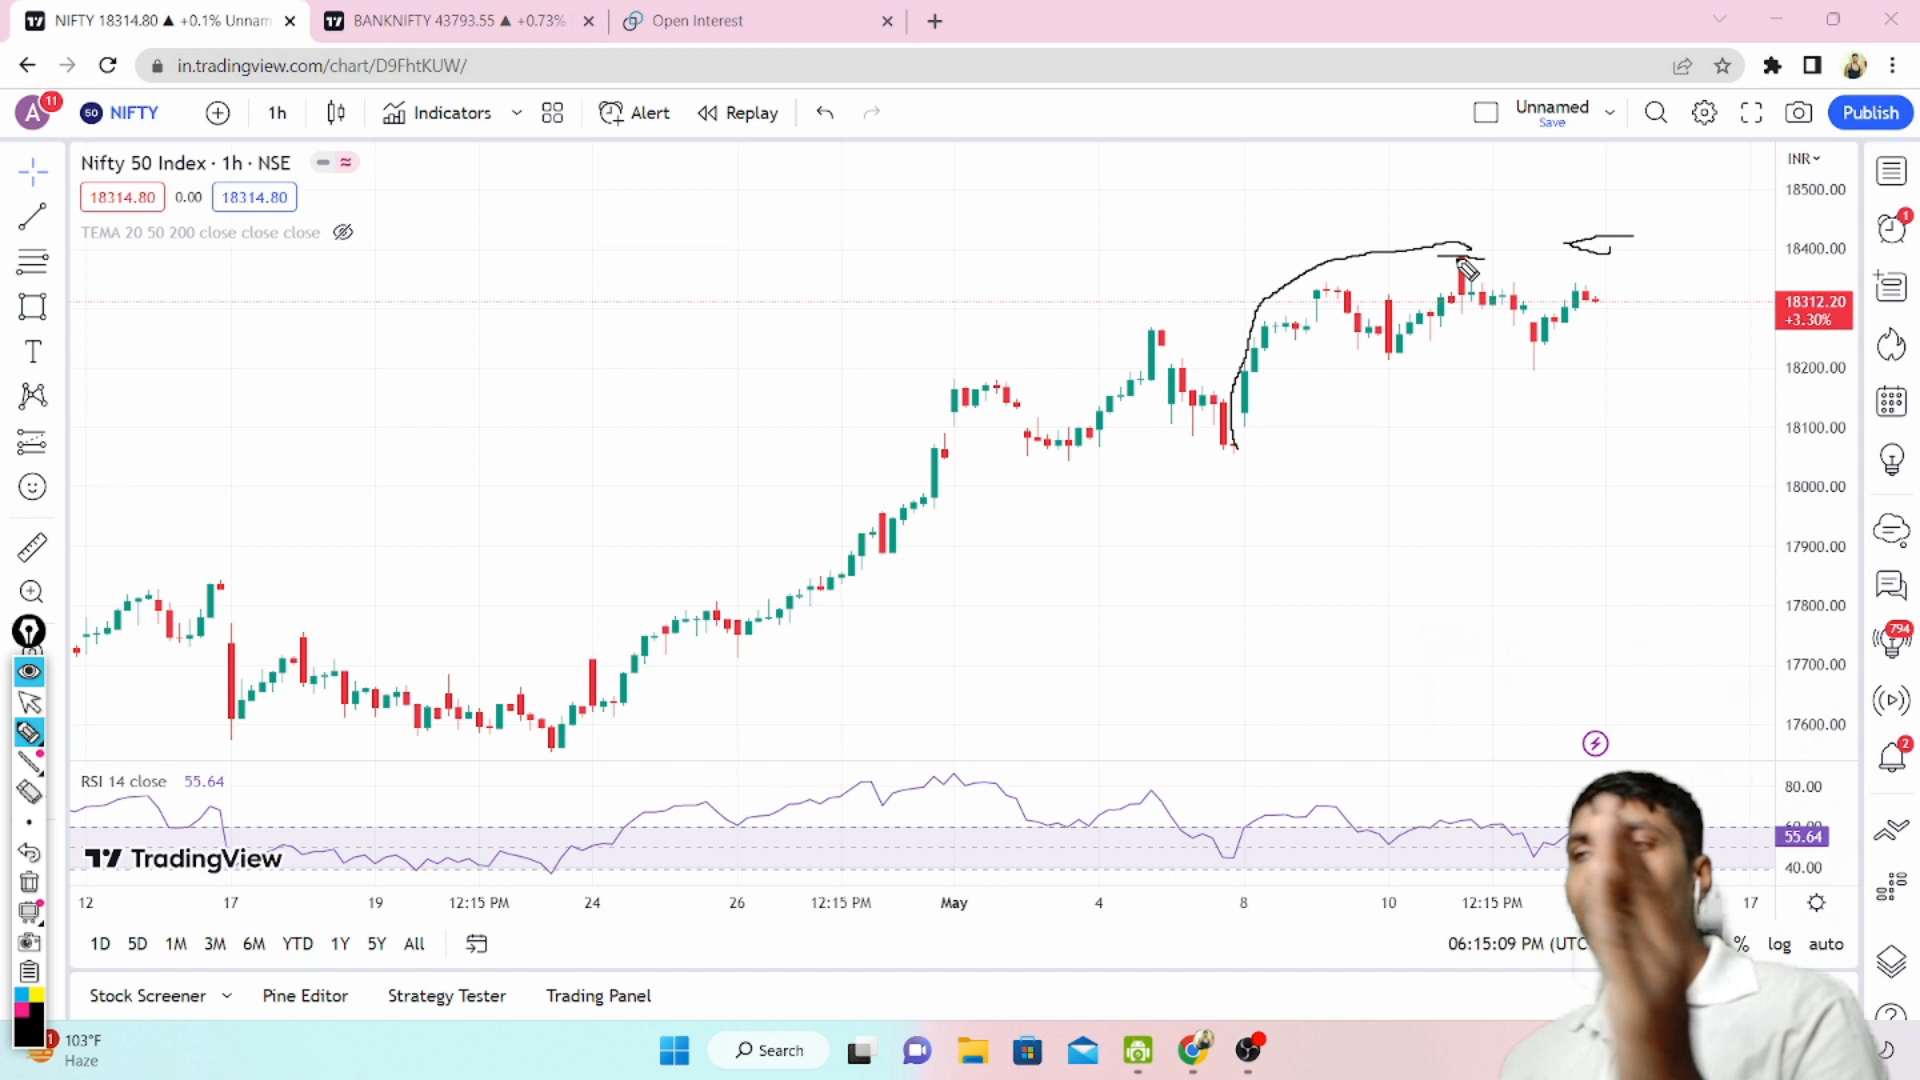 NIFTY 18314.80 ▲ +0.1% Unnam
BANKNIFTY 43793.55 ▲ +0.73%
Open Interest
in.tradingview.com/chart/D9FhtKUW/
A 11
50 NIFTY
1h
Indicators
Alert
Replay
Unnamed
Save
Publish
Nifty 50 Index · 1h · NSE
INR
18314.80 0.00 18314.80
TEMA 20 50 200 close close close
18500.00
18400.00
18312.20
+3.30%
18200.00
18100.00
18000.00
17900.00
17800.00
17700.00
17600.00
1
794
2
RSI 14 close 55.64
80.00
55.64
40.00
TradingView
12 17 19 12:15 PM 24 26 12:15 PM May 4 8 10 12:15 PM 17
1D 5D 1M 3M 6M YTD 1Y 5Y All
06:15:09 PM (UTC
% log auto
Stock Screener Pine Editor Strategy Tester Trading Panel
1
103°F
Haze
Search